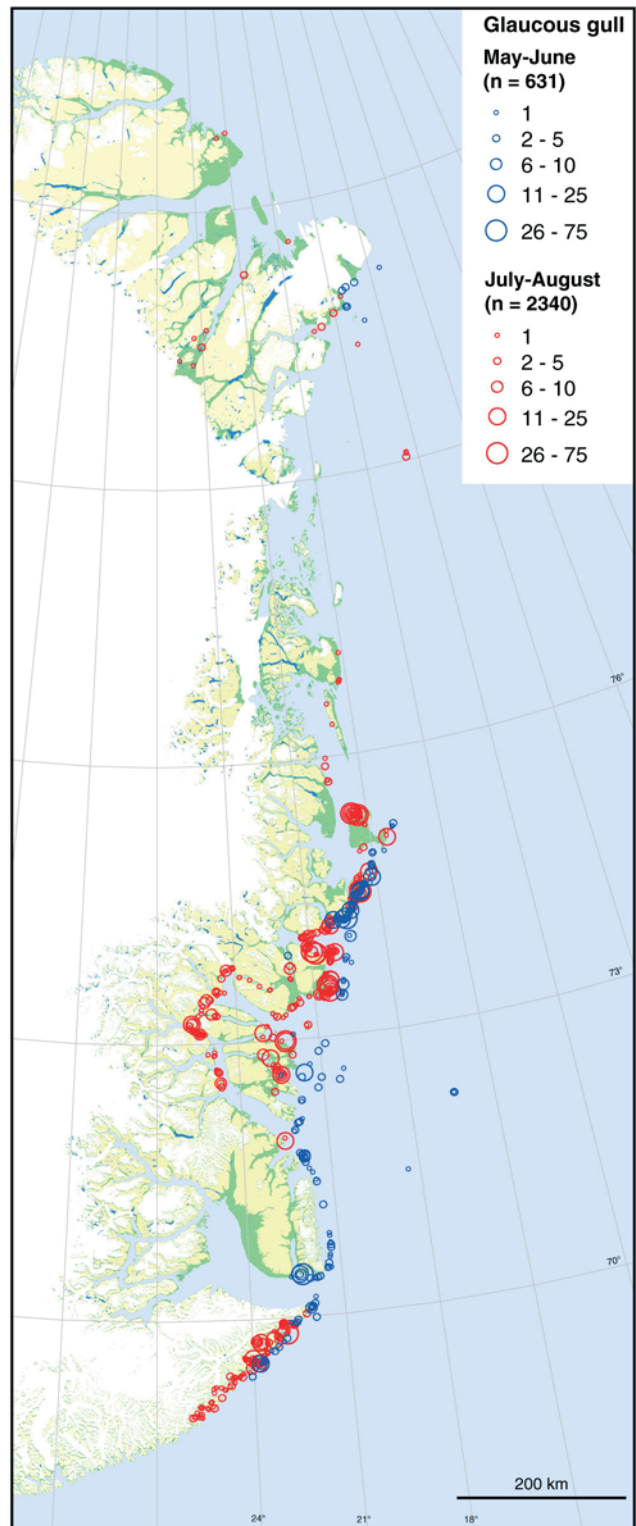 Glaucous gull
May-June
(n = 631)
1
2 - 5
6 - 10
11 - 25
26 - 75
July-August
(n = 2340)
1
2 - 5
6 - 10
11 - 25
26 - 75
76°
73°
70°
200 km
24°
21°
18°